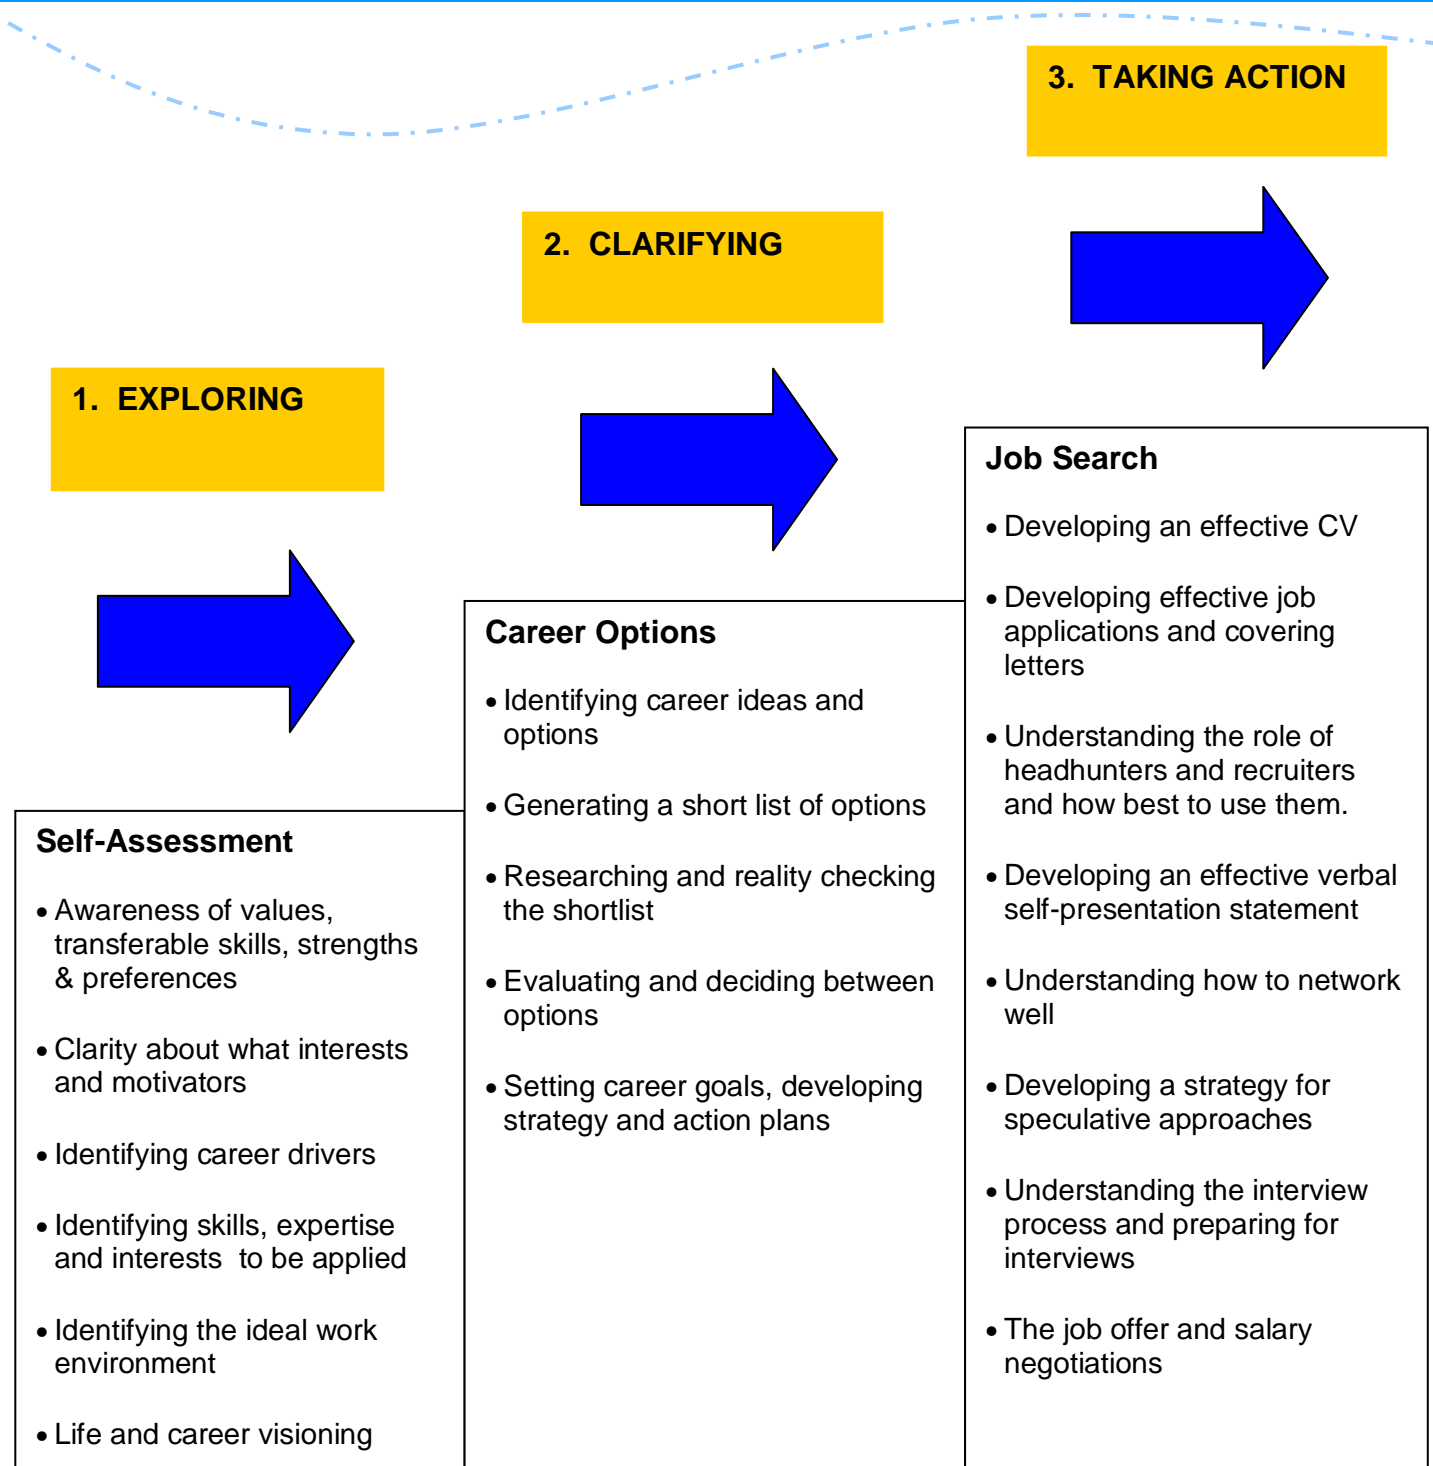 1. EXPLORING
Self-Assessment
• Awareness of values,
transferable skills, strengths
& preferences
• Clarity about what interests
and motivators
• Identifying career drivers
• Identifying skills, expertise
and interests  to be applied
• Identifying the ideal work
environment
• Life and career visioning
2. CLARIFYING
Career Options
• Identifying career ideas and
options
• Generating a short list of options
• Researching and reality checking
the shortlist
• Evaluating and deciding between
options
• Setting career goals, developing
strategy and action plans
3. TAKING ACTION
Job Search
• Developing an effective CV
• Developing effective job
applications and covering
letters
• Understanding the role of
headhunters and recruiters
and how best to use them.
• Developing an effective verbal
self-presentation statement
• Understanding how to network
well
• Developing a strategy for
speculative approaches
• Understanding the interview
process and preparing for
interviews
• The job offer and salary
negotiations